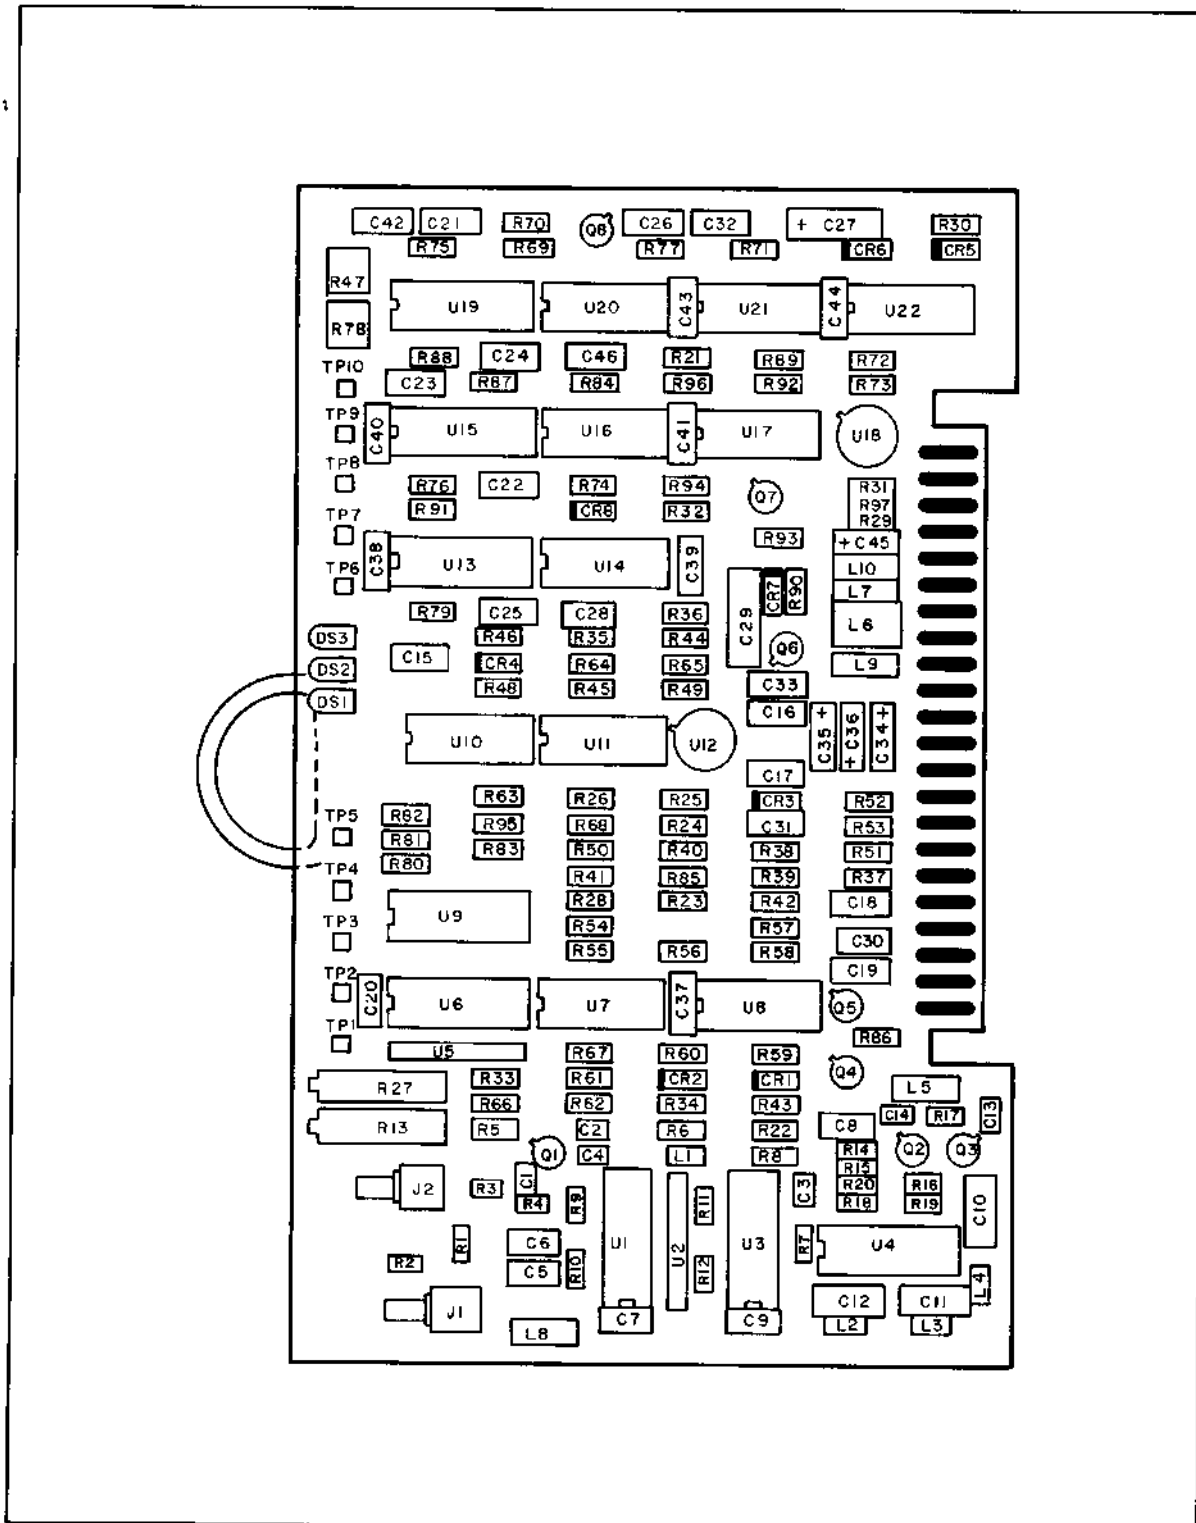 C42 C21 R70 Q8 C26 C32 + C27 R30
R75 R69 R77 R71 CR6 CR5
R47
U19 U20 C43 U21 C44 U22
R78
R88 C24 C46 R21 R89 R72
TP10
C23 R87 R84 R96 R92 R73
TP9
C40 U15 U16 C41 U17 U18
TP8
R76 C22 R74 R94 Q7 R31
R91 CR8 R32 R97
TP7 R29
R93 +C45
C38 U13 U14 C39 L10
TP6
CR7 R90 L7
R79 C25 C28 R36 C29 L6
DS3 R46 R35 R44
Q6
DS2 C15 CR4 R64 R65 L9
R48 R45 R49 C33
DS1 C16
U10 U11 U12 C35+ +C36 C34+
C17
R63 R26 R25 CR3 R52
TP5 R82
R95 R68 R24 C31 R53
R81 R83 R50 R40 R38 R51
TP4 R80
R41 R85 R39 R37
R28 R23 R42 C18
TP3 U9
R54 R57
R55 R56 R58 C30
TP2 C19
C20 U6 U7 C37 U8 Q5
TP1
R86
U5 R67 R60 R59
Q4
R27 R33 R61 CR2 CR1 L5
R66 R62 R34 R43 C14 R17 C13
R13 R5 C2 R6 R22 C8
Q1 C4 L1 R8 R14 Q2 Q3
R15
J2 R3 C1 R20 R16
R4 R9 R11 C3 R18 R19 C10
R1 C6 U1 U2 U3 R7 U4
R2
C5 R10 R12
L4
J1 C12 C11
L8 C7 C9 L2 L3